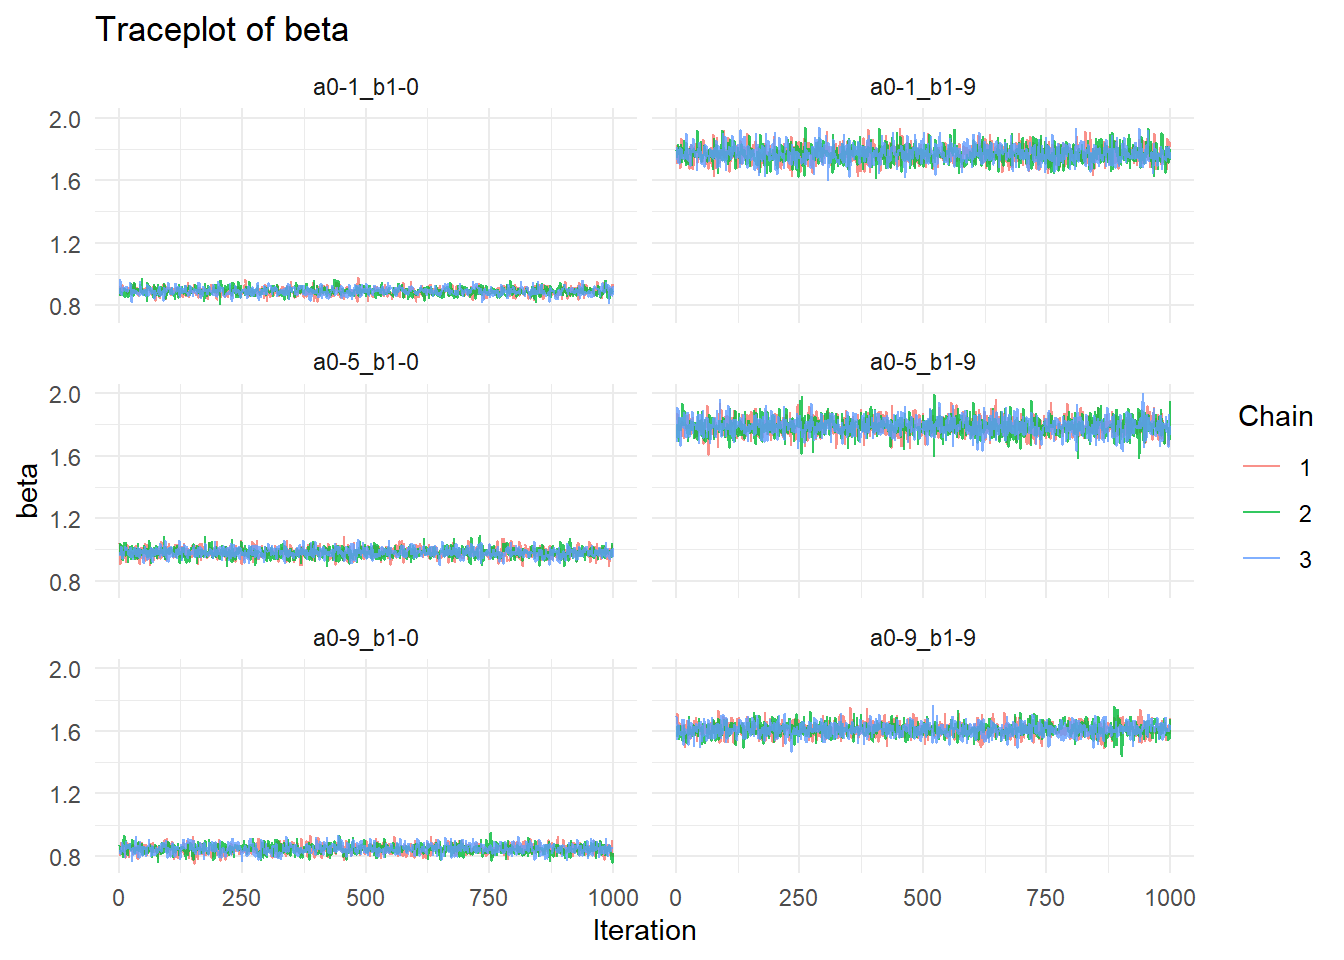 Traceplot of beta
a0-1_b1-0
a0-1_b1-9
2.0
1.6
1.2
0.8
a0-5_b1-0
a0-5_b1-9
2.0
1.6
1.2
0.8
a0-9_b1-0
a0-9_b1-9
2.0
1.6
1.2
0.8
0 250 500 750 1000
0 250 500 750 1000
Iteration
beta
Chain
1
2
3